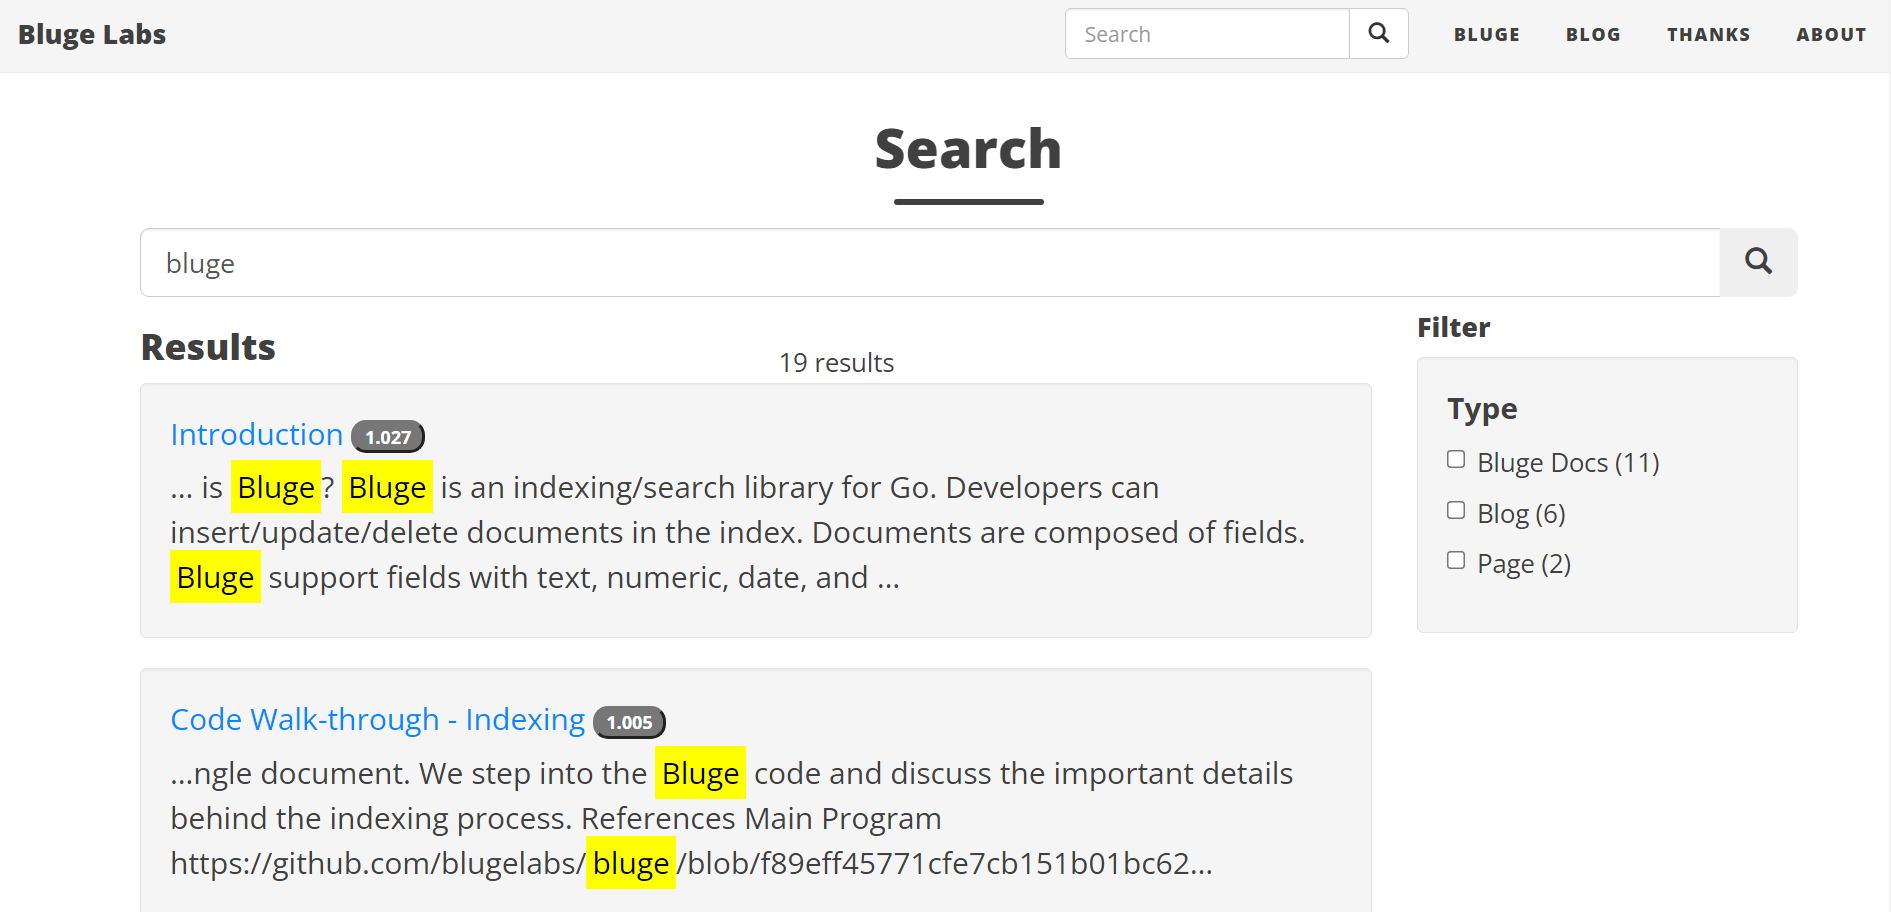 Bluge Labs
Search
BLUGE BLOG THANKS ABOUT
Search
bluge
Results
19 results
Introduction 1.027
... is Bluge? Bluge is an indexing/search library for Go. Developers can
insert/update/delete documents in the index. Documents are composed of fields.
Bluge support fields with text, numeric, date, and ...
Code Walk-through - Indexing 1.005
...ngle document. We step into the Bluge code and discuss the important details
behind the indexing process. References Main Program
https://github.com/blugelabs/bluge/blob/f89eff45771cfe7cb151b01bc62...
Filter
Type
Bluge Docs (11)
Blog (6)
Page (2)